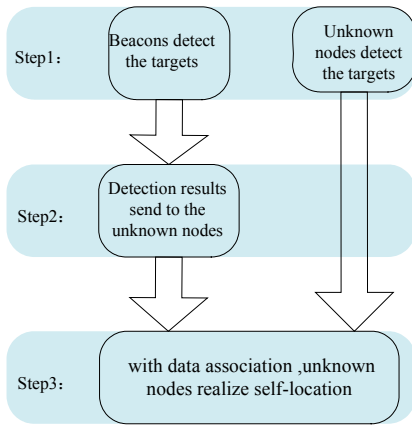 Step1：
Beacons detect
the targets
Unknown
nodes detect
the targets
Step2：
Detection results
send to the
unknown nodes
Step3：
with data association ,unknown
nodes realize self-location